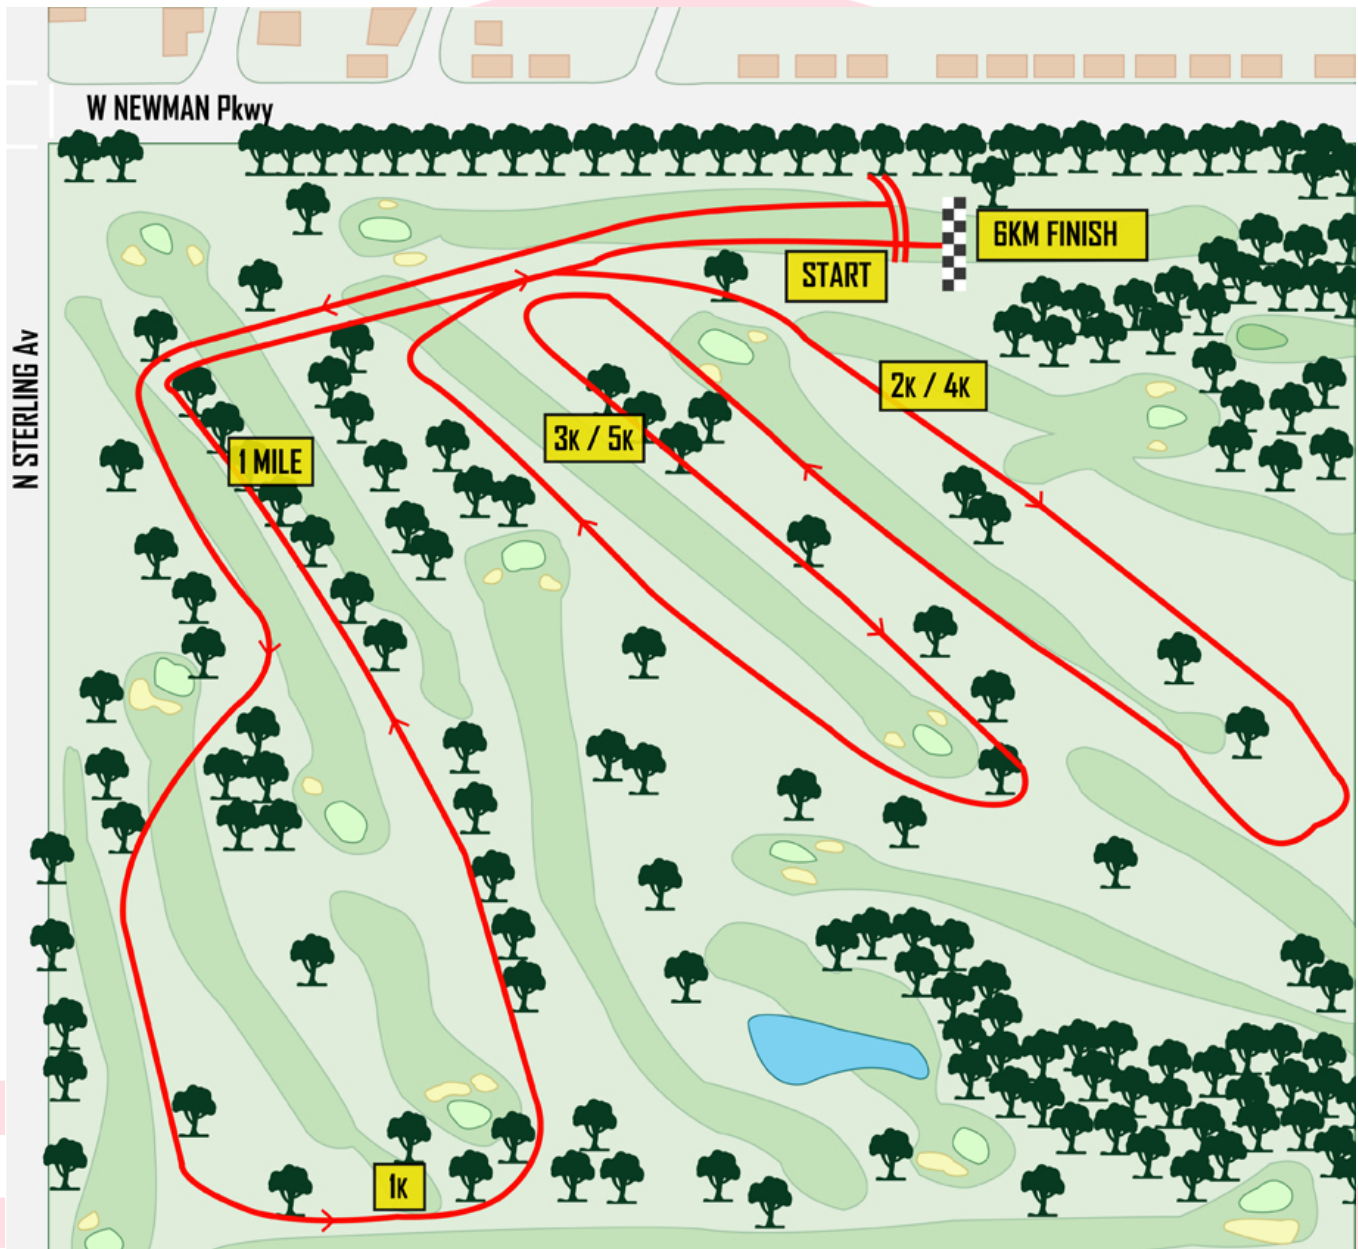 W NEWMAN Pkwy
6KM FINISH
START
N STERLING Av
2K / 4K
3K / 5K
1 MILE
1K